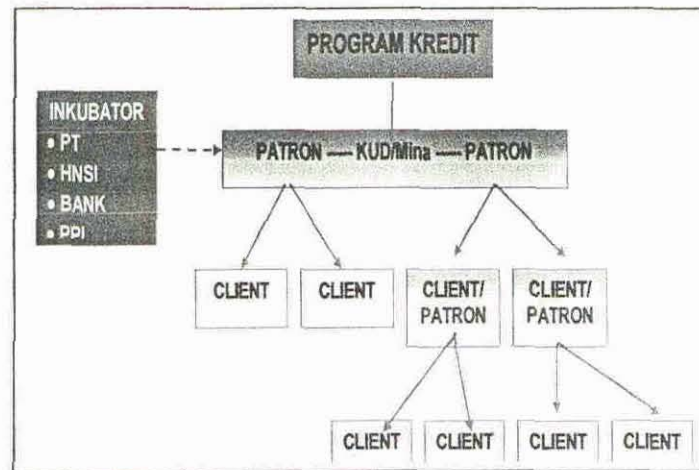 PROGRAM KREDIT
INKUBATOR
• PT
• HNSI
• BANK
• PPL
PATRON — KUD/Mina — PATRON
CLIENT
CLIENT
CLIENT/
PATRON
CLIENT/
PATRON
CLIENT
CLIENT
CLIENT
CLIENT